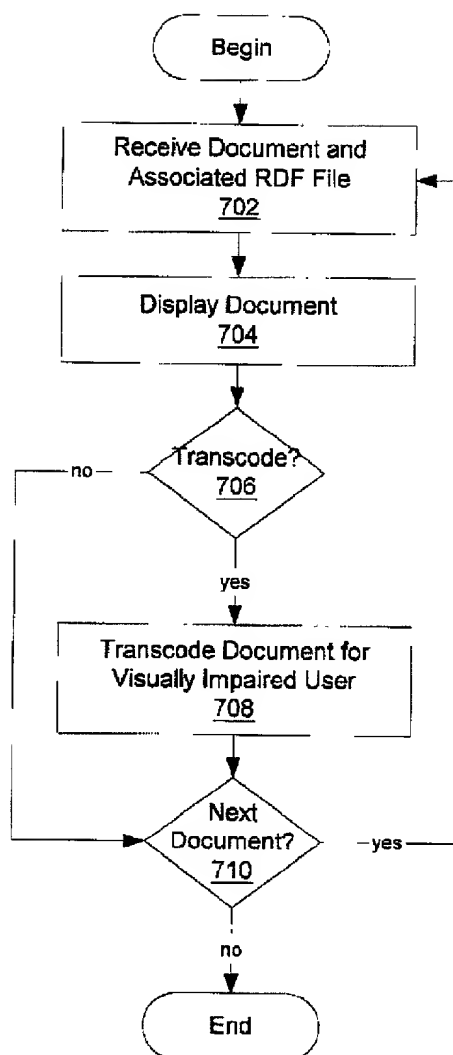 Begin
Receive Document and
Associated RDF File
702
Display Document
704
Transcode?
706
no
yes
Transcode Document for
Visually Impaired User
708
Next
Document?
710
yes
no
End